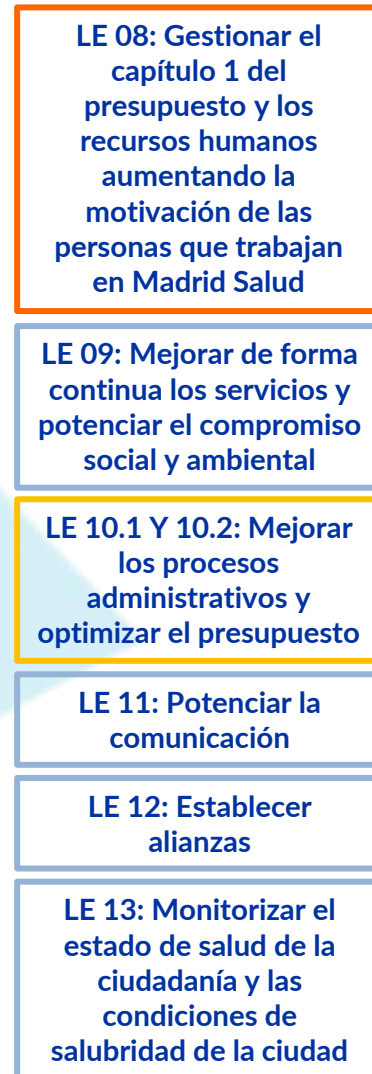 LE 08: Gestionar el
capítulo 1 del
presupuesto y los
recursos humanos
aumentando la
motivación de las
personas que trabajan
en Madrid Salud
LE 09: Mejorar de forma
continua los servicios y
potenciar el compromiso
social y ambiental
LE 10.1 Y 10.2: Mejorar
los procesos
administrativos y
optimizar el presupuesto
LE 11: Potenciar la
comunicación
LE 12: Establecer
alianzas
LE 13: Monitorizar el
estado de salud de la
ciudadanía y las
condiciones de
salubridad de la ciudad